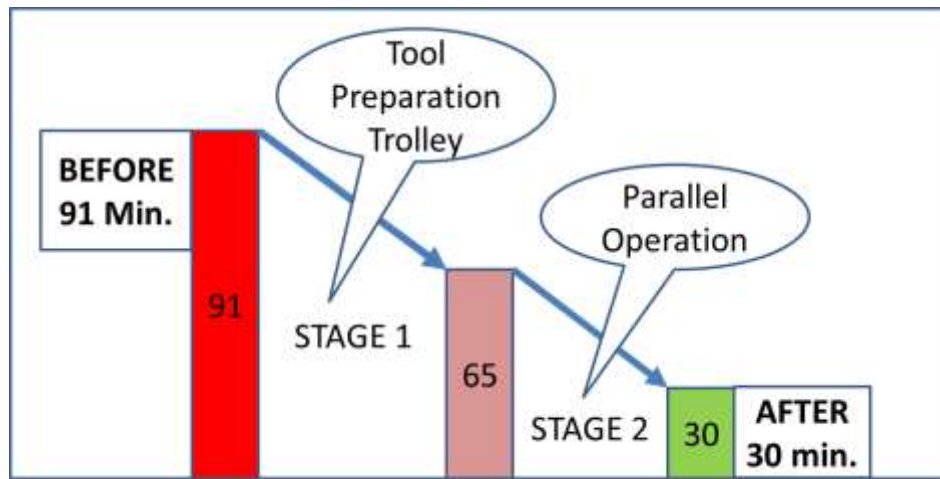 Tool
Preparation
Trolley
BEFORE
91 Min.
91
STAGE 1
Parallel
Operation
65
STAGE 2
30
AFTER
30 min.